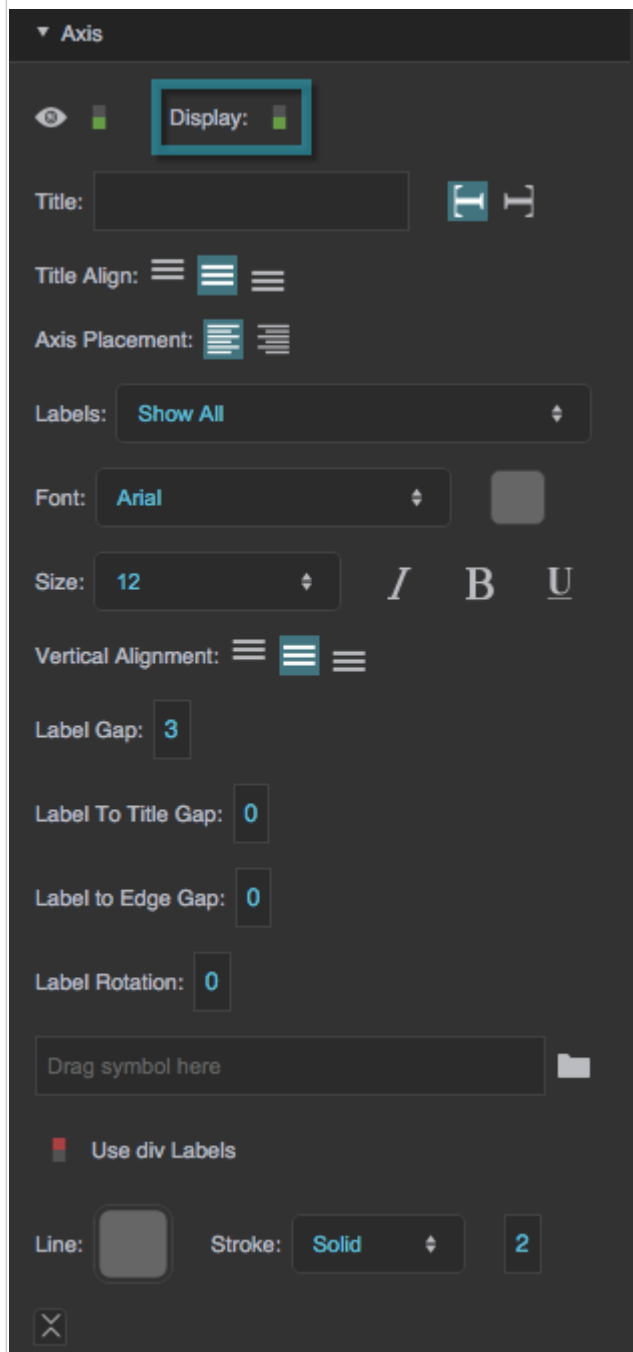 Axis
Display:
Title:
Title Align:
Axis Placement:
Labels: Show All
Font: Arial
Size: 12 I B U
Vertical Alignment:
Label Gap: 3
Label To Title Gap: 0
Label to Edge Gap: 0
Label Rotation: 0
Drag symbol here
Use div Labels
Line: Stroke: Solid 2